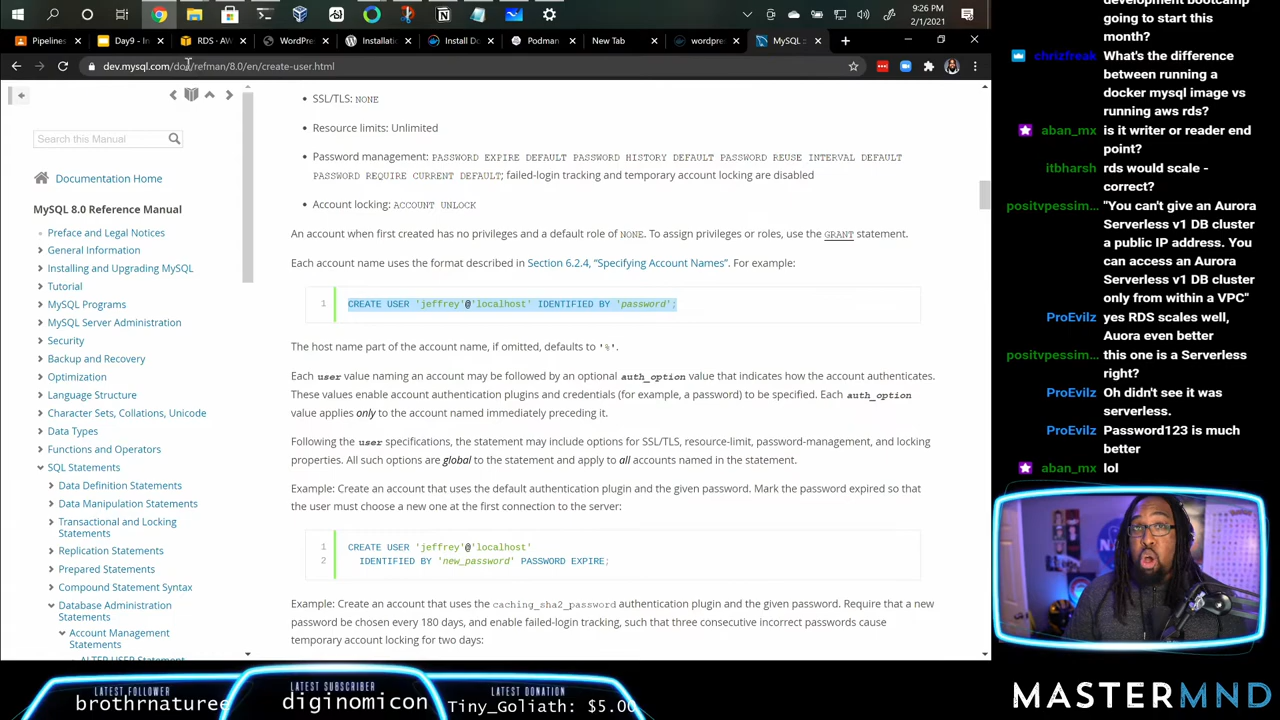 9:26 PM
2/1/2021
Pipelines
Day9 - In
RDS · AW
WordPre
Installatio
Install Do
Podman
New Tab
wordpres
MySQL ::
dev.mysql.com/doc/refman/8.0/en/create-user.html
Search this Manual
Documentation Home
MySQL 8.0 Reference Manual
Preface and Legal Notices
General Information
Installing and Upgrading MySQL
Tutorial
MySQL Programs
MySQL Server Administration
Security
Backup and Recovery
Optimization
Language Structure
Character Sets, Collations, Unicode
Data Types
Functions and Operators
SQL Statements
Data Definition Statements
Data Manipulation Statements
Transactional and Locking
Statements
Replication Statements
Prepared Statements
Compound Statement Syntax
Database Administration
Statements
Account Management
Statements
ALTER USER Statement
• SSL/TLS: NONE
• Resource limits: Unlimited
• Password management: PASSWORD EXPIRE DEFAULT PASSWORD HISTORY DEFAULT PASSWORD REUSE INTERVAL DEFAULT
PASSWORD REQUIRE CURRENT DEFAULT; failed-login tracking and temporary account locking are disabled
• Account locking: ACCOUNT UNLOCK
An account when first created has no privileges and a default role of NONE. To assign privileges or roles, use the GRANT statement.
Each account name uses the format described in Section 6.2.4, “Specifying Account Names”. For example:
1 CREATE USER 'jeffrey'@'localhost' IDENTIFIED BY 'password';
The host name part of the account name, if omitted, defaults to '%'.
Each user value naming an account may be followed by an optional auth_option value that indicates how the account authenticates.
These values enable account authentication plugins and credentials (for example, a password) to be specified. Each auth_option
value applies only to the account named immediately preceding it.
Following the user specifications, the statement may include options for SSL/TLS, resource-limit, password-management, and locking
properties. All such options are global to the statement and apply to all accounts named in the statement.
Example: Create an account that uses the default authentication plugin and the given password. Mark the password expired so that
the user must choose a new one at the first connection to the server:
1 CREATE USER 'jeffrey'@'localhost'
2 IDENTIFIED BY 'new_password' PASSWORD EXPIRE;
Example: Create an account that uses the caching_sha2_password authentication plugin and the given password. Require that a new
password be chosen every 180 days, and enable failed-login tracking, such that three consecutive incorrect passwords cause
temporary account locking for two days:
development bootcamp
going to start this
month?
chrizfreak What's the difference
between running a
docker mysql image vs
running aws rds?
aban_mx is it writer or reader end
point?
itbharsh rds would scale -
correct?
positvpessim... "You can't give an Aurora
Serverless v1 DB cluster
a public IP address. You
can access an Aurora
Serverless v1 DB cluster
only from within a VPC"
ProEvilz yes RDS scales well,
Auora even better
positvpessim... this one is a Serverless
right?
ProEvilz Oh didn't see it was
serverless.
ProEvilz Password123 is much
better
aban_mx lol
LATEST FOLLOWER
brothrnaturee
LATEST SUBSCRIBER
diginomicon
LATEST DONATION
Tiny_Goliath: $5.00
MASTERMND